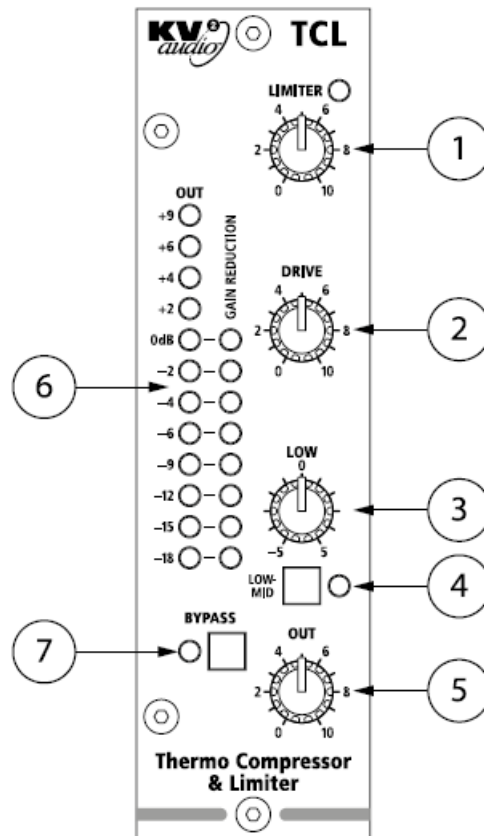 KV2 audio TCL
LIMITER
4 6
2 8
0 10
1
OUT
+9
+6
+4
+2
0dB
-2
-4
-6
-9
-12
-15
-18
GAIN REDUCTION
DRIVE
4 6
2 8
0 10
2
6
LOW
0
-5 5
3
LOW-
MID
4
BYPASS
7
OUT
4 6
2 8
0 10
5
Thermo Compressor
& Limiter